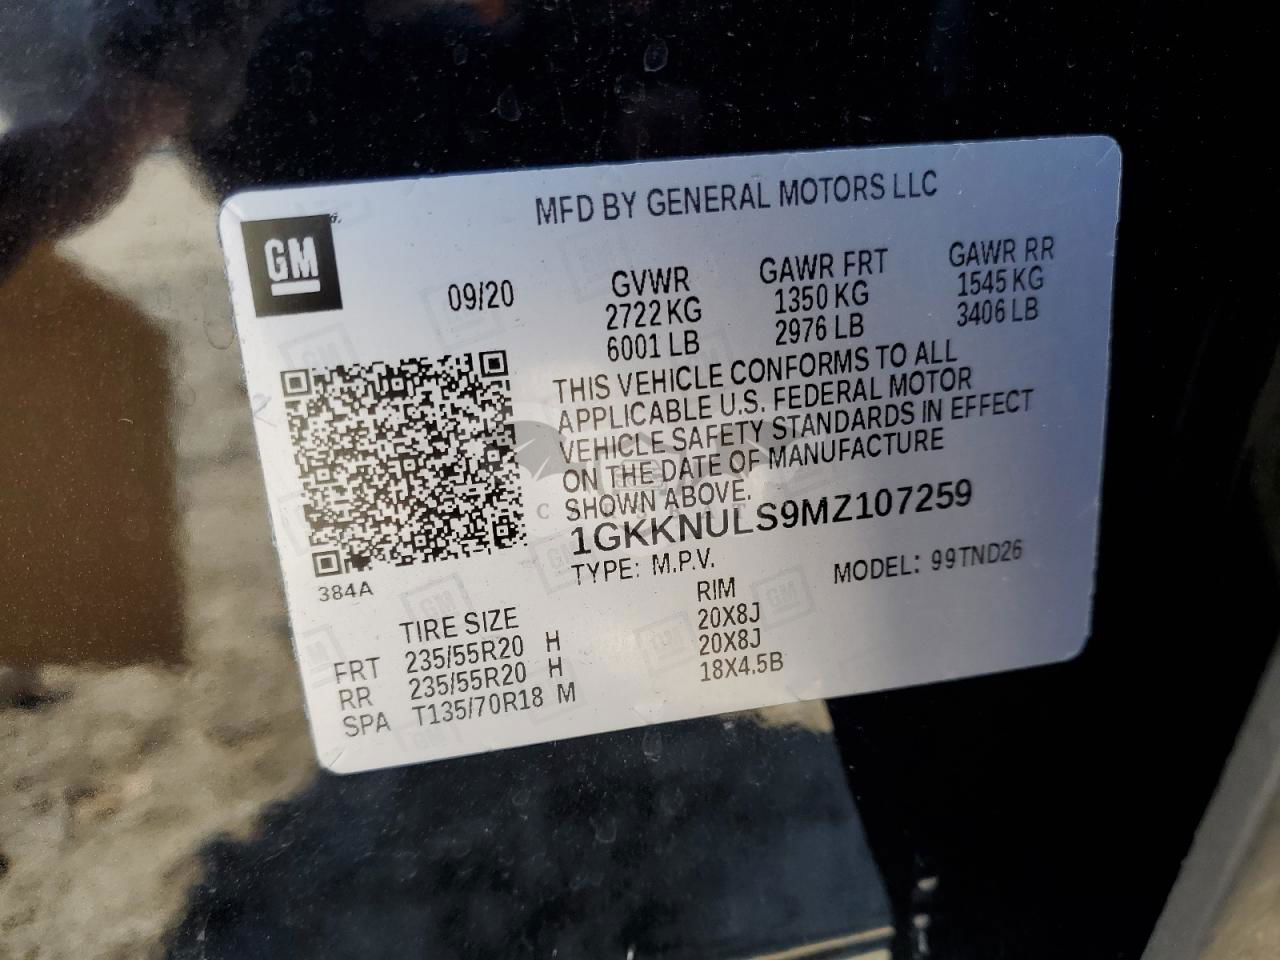 MFD BY GENERAL MOTORS LLC
GM
09/20
GVWR
2722 KG
6001 LB
GAWR FRT
1350 KG
2976 LB
GAWR RR
1545 KG
3406 LB
THIS VEHICLE CONFORMS TO ALL
APPLICABLE U.S. FEDERAL MOTOR
VEHICLE SAFETY STANDARDS IN EFFECT
ON THE DATE OF MANUFACTURE
SHOWN ABOVE.
1GKKNULS9MZ107259
TYPE: M.P.V.
MODEL: 99TND26
384A
TIRE SIZE RIM
FRT 235/55R20 H 20X8J
RR 235/55R20 H 20X8J
SPA T135/70R18 M 18X4.5B